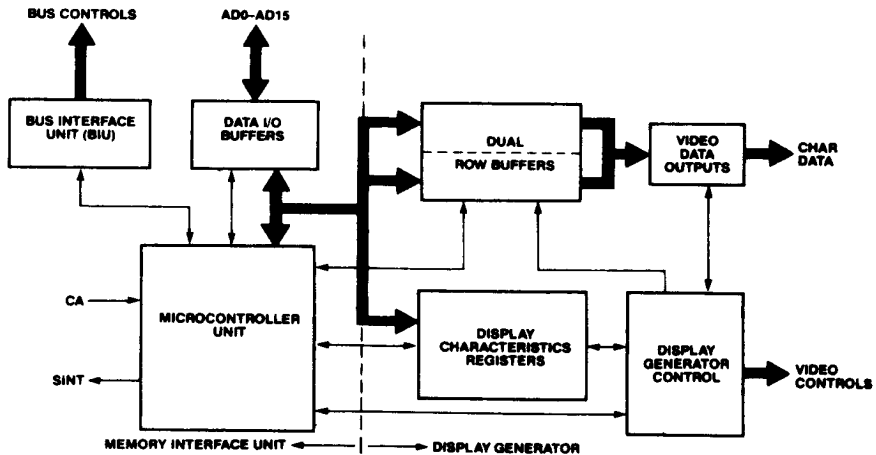 BUS CONTROLS
AD0–AD15
BUS INTERFACE
UNIT (BIU)
DATA I/O
BUFFERS
DUAL
ROW BUFFERS
VIDEO
DATA
OUTPUTS
CHAR
DATA
CA
MICROCONTROLLER
UNIT
SINT
DISPLAY
CHARACTERISTICS
REGISTERS
DISPLAY
GENERATOR
CONTROL
VIDEO
CONTROLS
MEMORY INTERFACE UNIT
DISPLAY GENERATOR